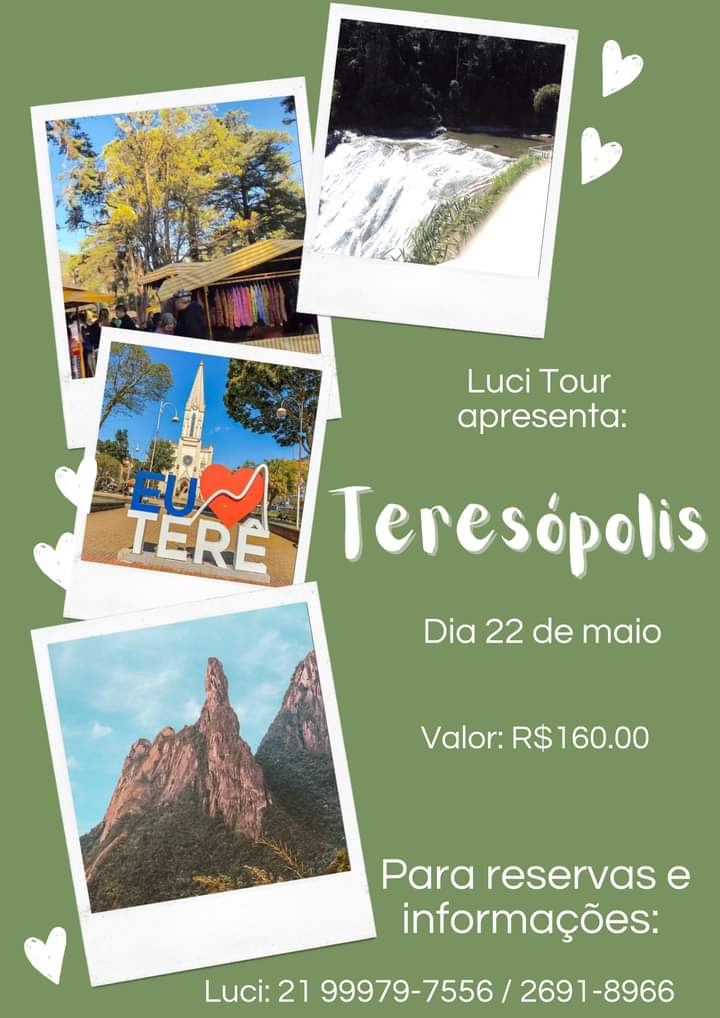 EU
TERÊ
Luci Tour
apresenta:
Teresópolis
Dia 22 de maio
Valor: R$160.00
Para reservas e
informações:
Luci: 21 99979-7556 / 2691-8966